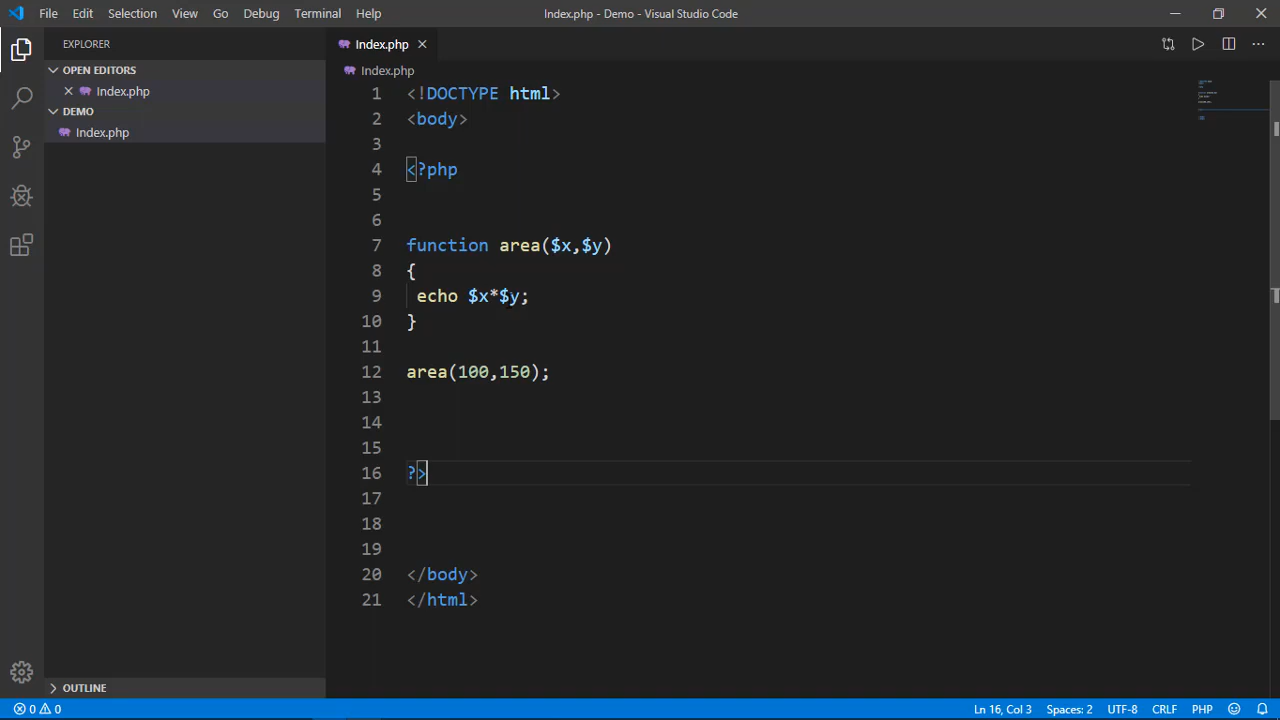 File Edit Selection View Go Debug Terminal Help Index.php - Demo - Visual Studio Code
EXPLORER
OPEN EDITORS
Index.php
DEMO
Index.php
OUTLINE
Index.php
Index.php
1 <!DOCTYPE html>
2 <body>
3
4 <?php
5
6
7 function area($x,$y)
8 {
9 echo $x*$y;
10 }
11
12 area(100,150);
13
14
15
16 ?>
17
18
19
20 </body>
21 </html>
0 0 Ln 16, Col 3 Spaces: 2 UTF-8 CRLF PHP